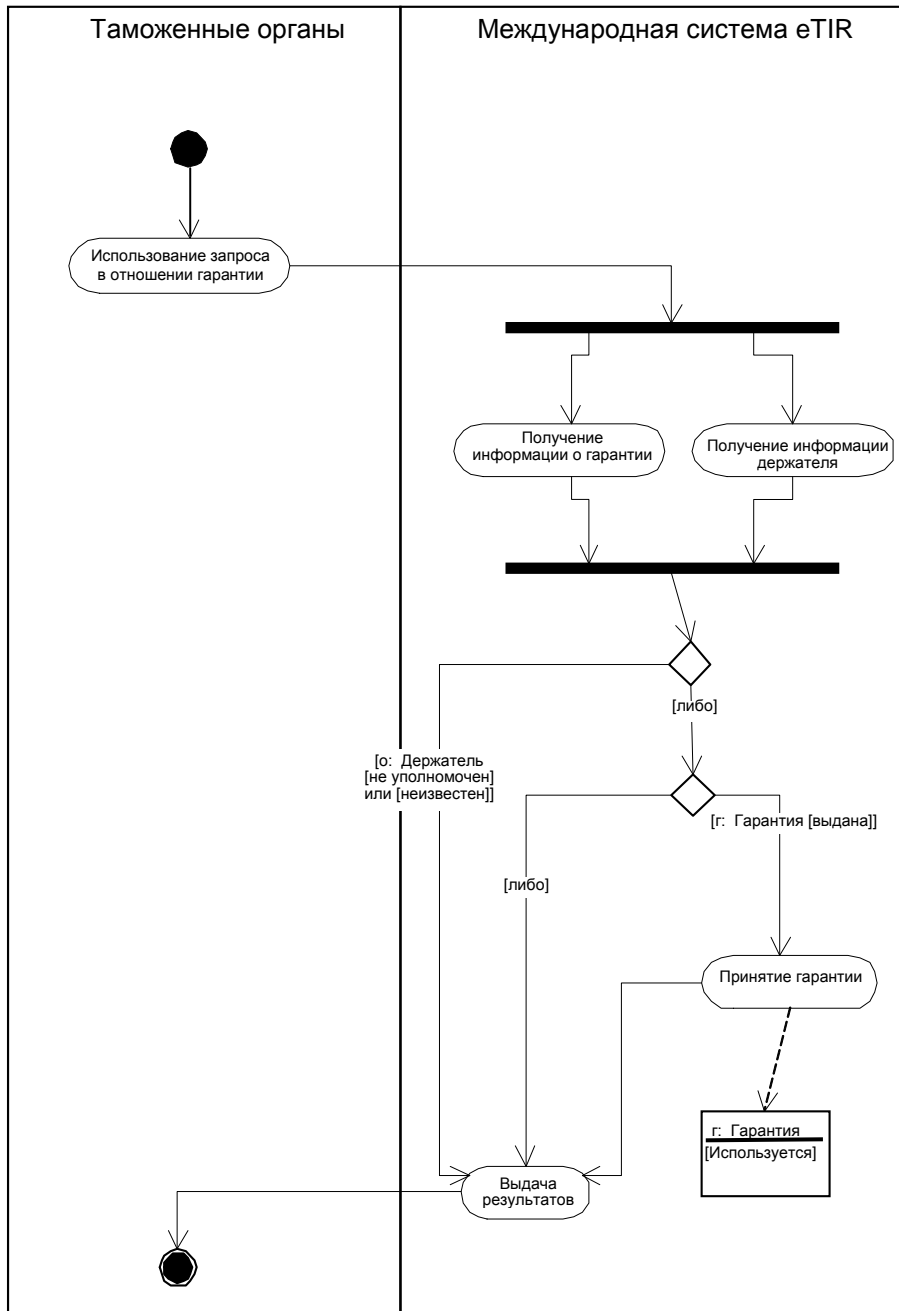 Таможенные органы
Международная система eTIR
Использование запроса
в отношении гарантии
Получение
информации о гарантии
Получение информации
держателя
[либо]
[о: Держатель
[не уполномочен]
или [неизвестен]]
[г: Гарантия [выдана]]
[либо]
Принятие гарантии
г: Гарантия
[Используется]
Выдача
результатов